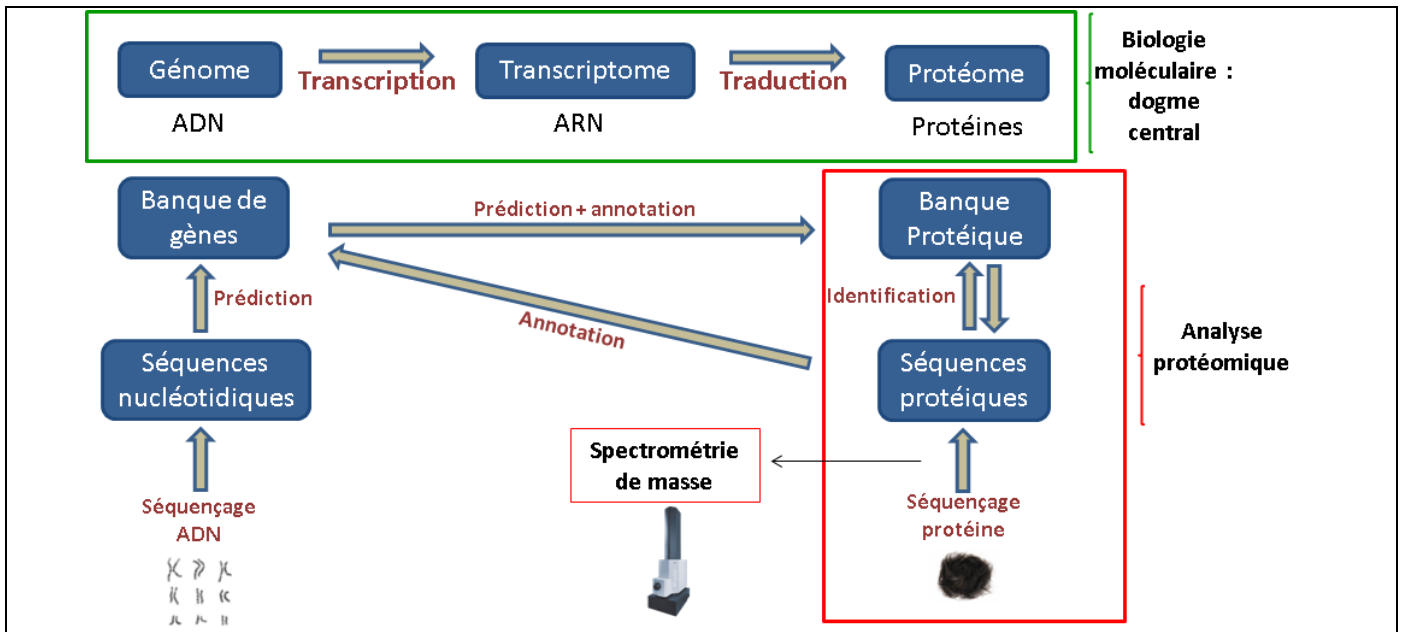 Génome
Transcription
Transcriptome
Traduction
Protéome
ADN
ARN
Protéines
Biologie
moléculaire :
dogme
central
Banque de
gènes
Prédiction + annotation
Banque
Protéique
Prédiction
Annotation
Identification
Séquences
nucléotidiques
Séquences
protéiques
Analyse
protéomique
Spectrométrie
de masse
Séquençage
ADN
Séquençage
protéine